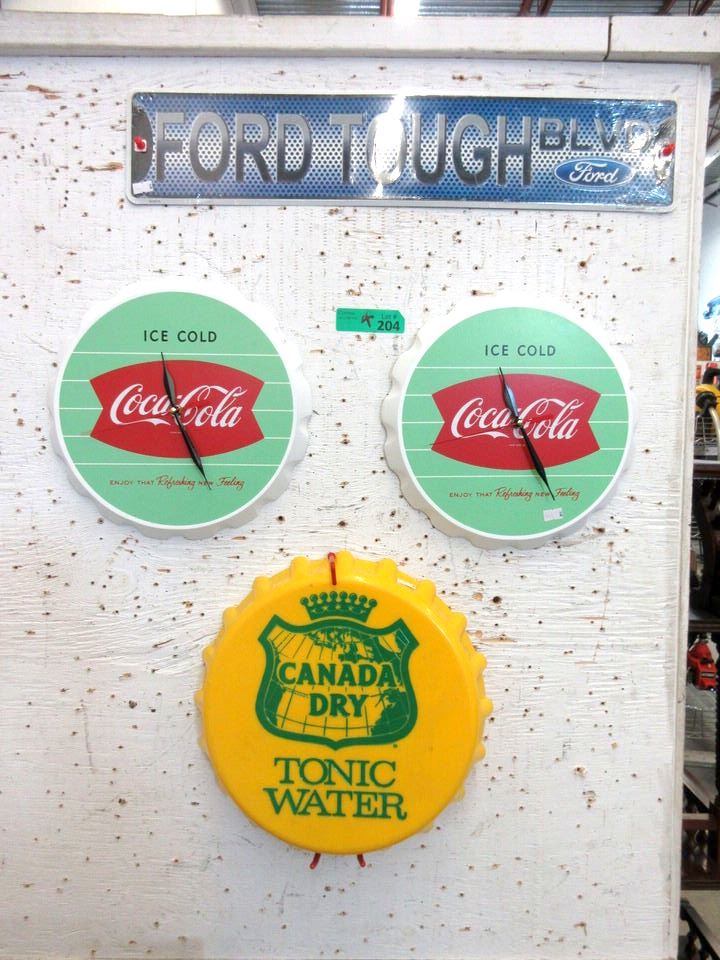 FORD TOUGH BLVD
Ford
Lot #
204
ICE COLD
Coca-Cola
ENJOY THAT Refreshing NEW Feeling
ICE COLD
Coca-Cola
ENJOY THAT Refreshing NEW Feeling
CANADA
DRY
TONIC
WATER